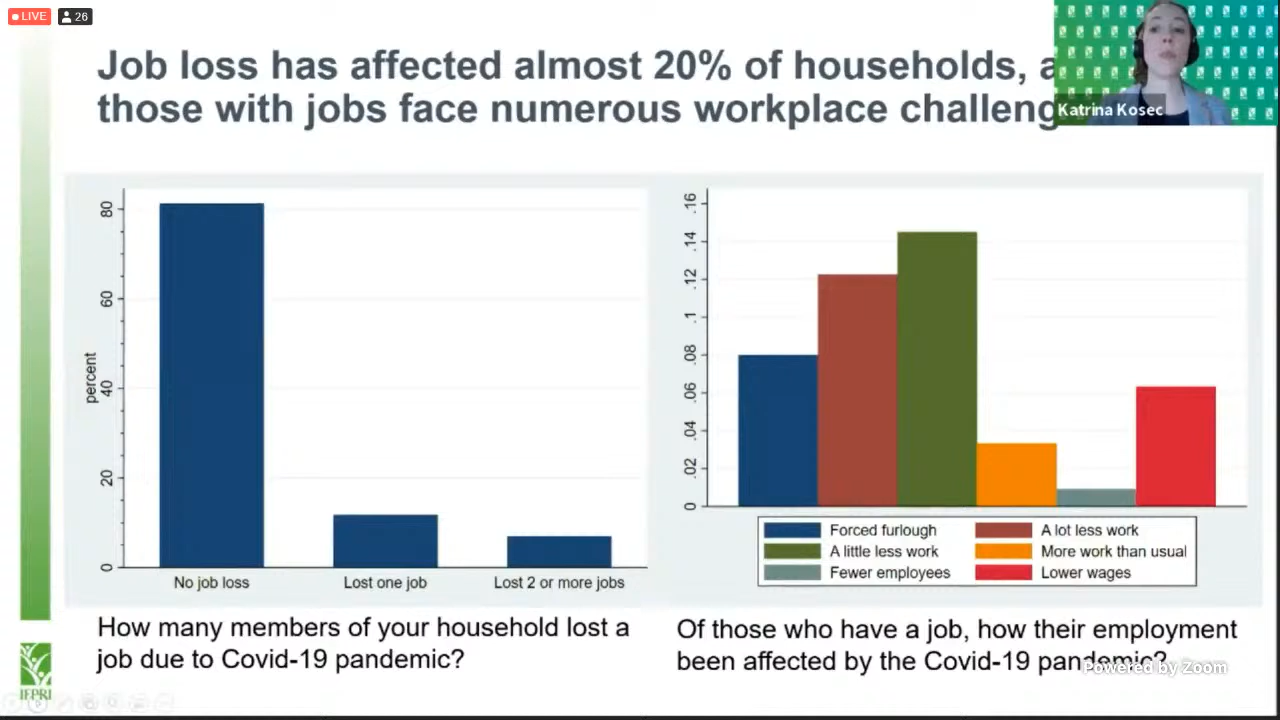 LIVE
26
Job loss has affected almost 20% of households, a
those with jobs face numerous workplace challeng
Katrina Kosec
percent
80
60
40
20
0
No job loss
Lost one job
Lost 2 or more jobs
.16
.14
.12
.1
.08
.06
.04
.02
0
Forced furlough
A lot less work
A little less work
More work than usual
Fewer employees
Lower wages
How many members of your household lost a
job due to Covid-19 pandemic?
Of those who have a job, how their employment
been affected by the Covid-19 pandemic?
Powered by Zoom
IFPRI